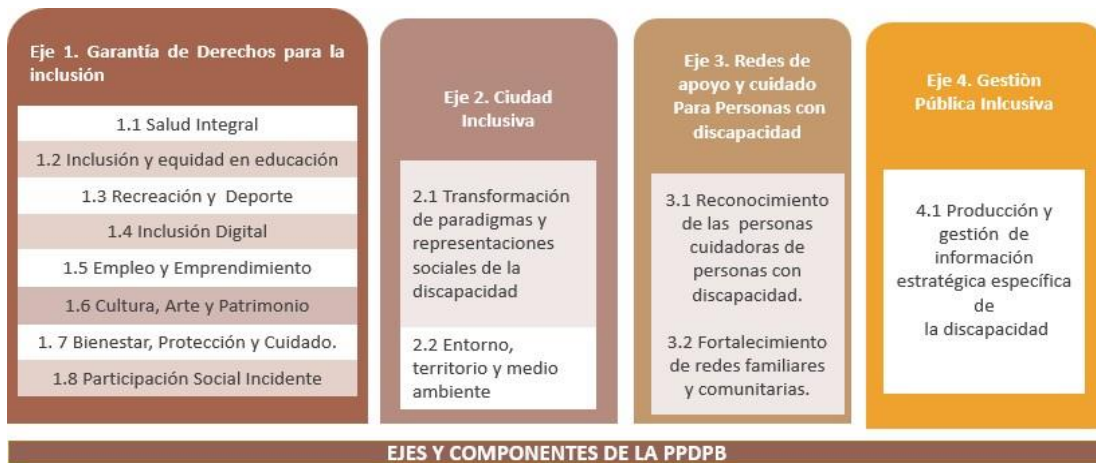 Eje 1. Garantía de Derechos para la
inclusión
1.1 Salud Integral
1.2 Inclusión y equidad en educación
1.3 Recreación y Deporte
1.4 Inclusión Digital
1.5 Empleo y Emprendimiento
1.6 Cultura, Arte y Patrimonio
1. 7 Bienestar, Protección y Cuidado.
1.8 Participación Social Incidente
Eje 2. Ciudad
Inclusiva
2.1 Transformación
de paradigmas y
representaciones
sociales de la
discapacidad
2.2 Entorno,
territorio y medio
ambiente
Eje 3. Redes de
apoyo y cuidado
Para Personas con
discapacidad
3.1 Reconocimiento
de las personas
cuidadoras de
personas con
discapacidad.
3.2 Fortalecimiento
de redes familiares
y comunitarias.
Eje 4. Gestiòn
Pública Inlcusiva
4.1 Producción y
gestión de
información
estratégica específica
de
la discapacidad
EJES Y COMPONENTES DE LA PPDPB